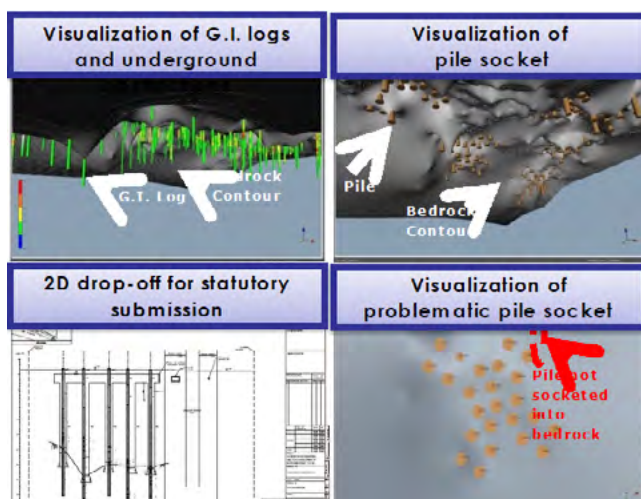 Visualization of G.I. logs
and underground
Visualization of
pile socket
G.T. Log
Contour
Pile
Bedrock
Contou
2D drop-off for statutory
submission
Visualization of
problematic pile socket
Pile not
socketed
into
bedrock